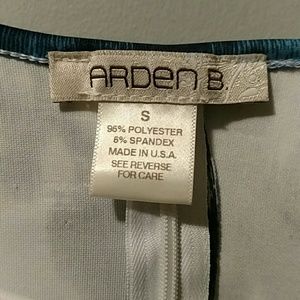 ARDEN B.
S
95% POLYESTER
5% SPANDEX
MADE IN U.S.A.
SEE REVERSE
FOR CARE